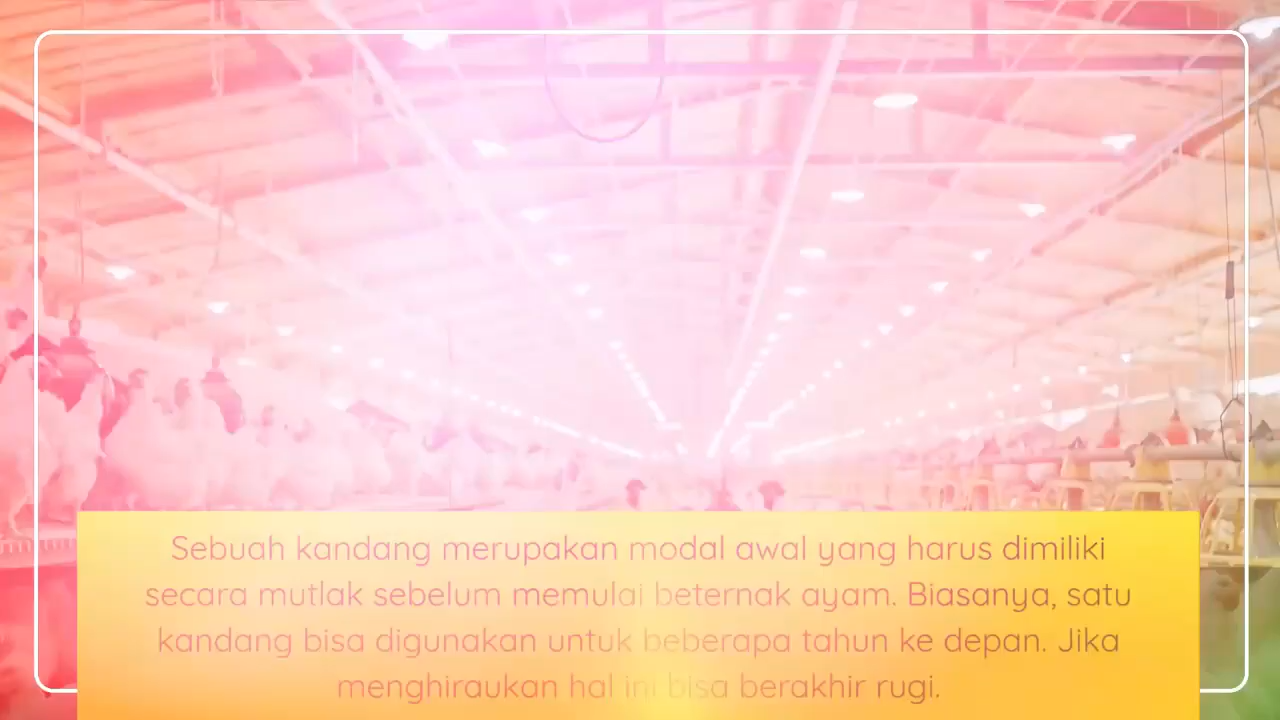 Sebuah kandang merupakan modal awal yang harus dimiliki
secara mutlak sebelum memulai beternak ayam. Biasanya, satu
kandang bisa digunakan untuk beberapa tahun ke depan. Jika
menghiraukan hal ini bisa berakhir rugi.